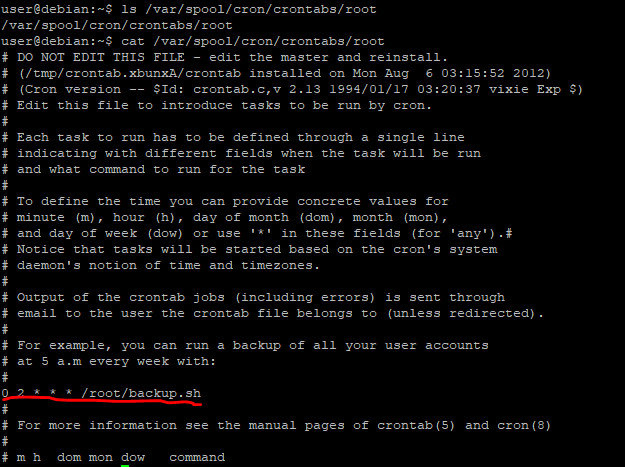 user@debian:~$ ls /var/spool/cron/crontabs/root
/var/spool/cron/crontabs/root
user@debian:~$ cat /var/spool/cron/crontabs/root
# DO NOT EDIT THIS FILE - edit the master and reinstall.
# (/tmp/crontab.xbunxA/crontab installed on Mon Aug  6 03:15:52 2012)
# (Cron version -- $Id: crontab.c,v 2.13 1994/01/17 03:20:37 vixie Exp $)
# Edit this file to introduce tasks to be run by cron.
#
# Each task to run has to be defined through a single line
# indicating with different fields when the task will be run
# and what command to run for the task
#
# To define the time you can provide concrete values for
# minute (m), hour (h), day of month (dom), month (mon),
# and day of week (dow) or use '*' in these fields (for 'any').#
# Notice that tasks will be started based on the cron's system
# daemon's notion of time and timezones.
#
# Output of the crontab jobs (including errors) is sent through
# email to the user the crontab file belongs to (unless redirected).
#
# For example, you can run a backup of all your user accounts
# at 5 a.m every week with:
#
0 2 * * * /root/backup.sh
#
# For more information see the manual pages of crontab(5) and cron(8)
#
# m h  dom mon dow   command